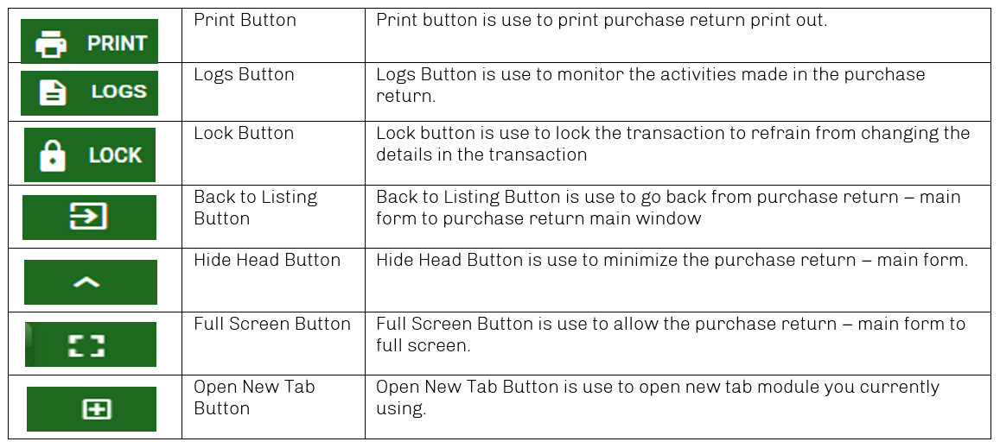 PRINT
Print Button
Print button is use to print purchase return print out.
LOGS
Logs Button
Logs Button is use to monitor the activities made in the purchase
return.
LOCK
Lock Button
Lock button is use to lock the transaction to refrain from changing the
details in the transaction
Back to Listing
Button
Back to Listing Button is use to go back from purchase return – main
form to purchase return main window
Hide Head Button
Hide Head Button is use to minimize the purchase return – main form.
Full Screen Button
Full Screen Button is use to allow the purchase return – main form to
full screen.
Open New Tab
Button
Open New Tab Button is use to open new tab module you currently
using.